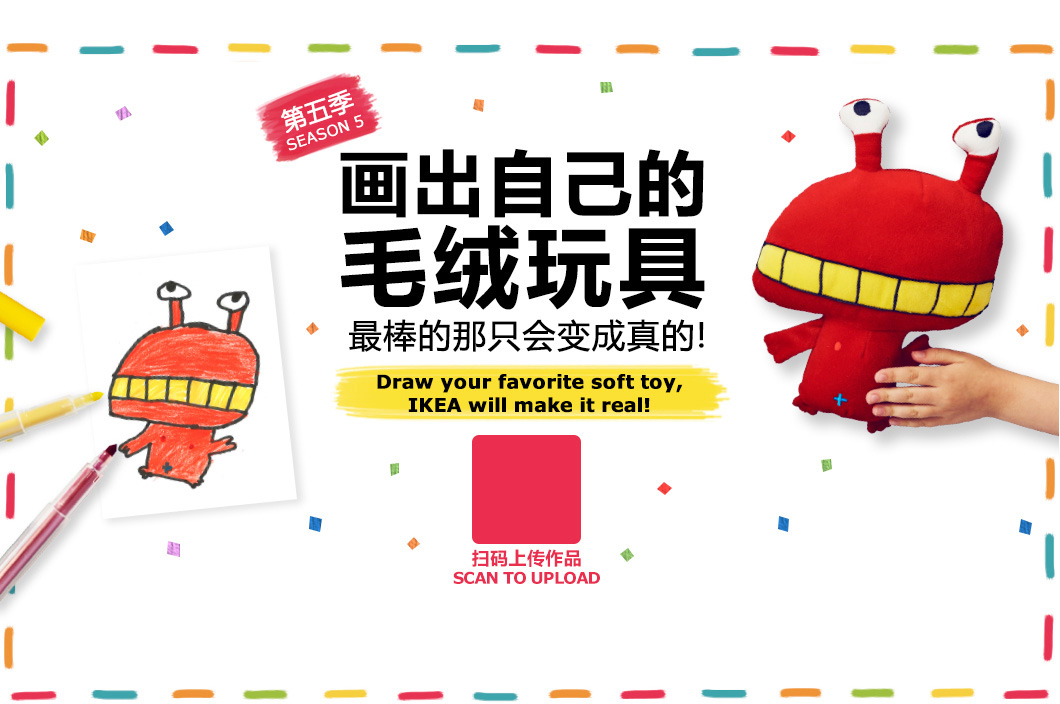 第五季
SEASON 5
画出自己的
毛绒玩具
最棒的那只会变成真的!
Draw your favorite soft toy,
IKEA will make it real!
扫码上传作品
SCAN TO UPLOAD